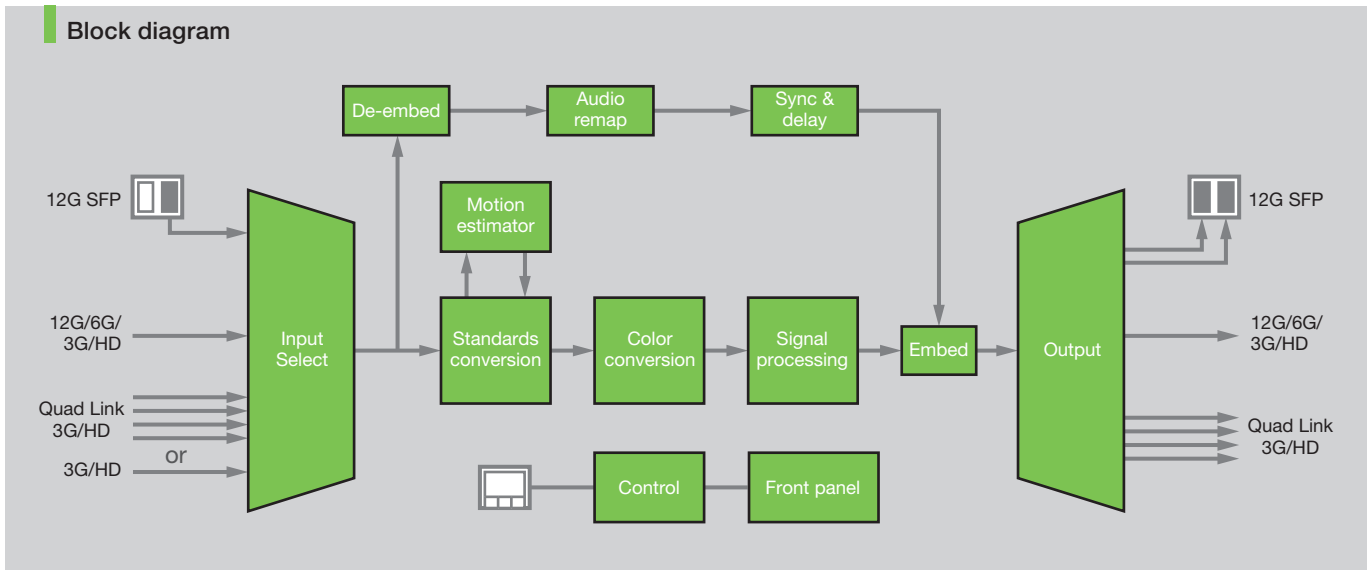 Block diagram
De-embed
Audio
remap
Sync &
delay
12G SFP
Motion
estimator
12G SFP
12G/6G/
3G/HD
Input
Select
Standards
conversion
Color
conversion
Signal
processing
Embed
Output
12G/6G/
3G/HD
Quad Link
3G/HD
or
3G/HD
Quad Link
3G/HD
Control
Front panel